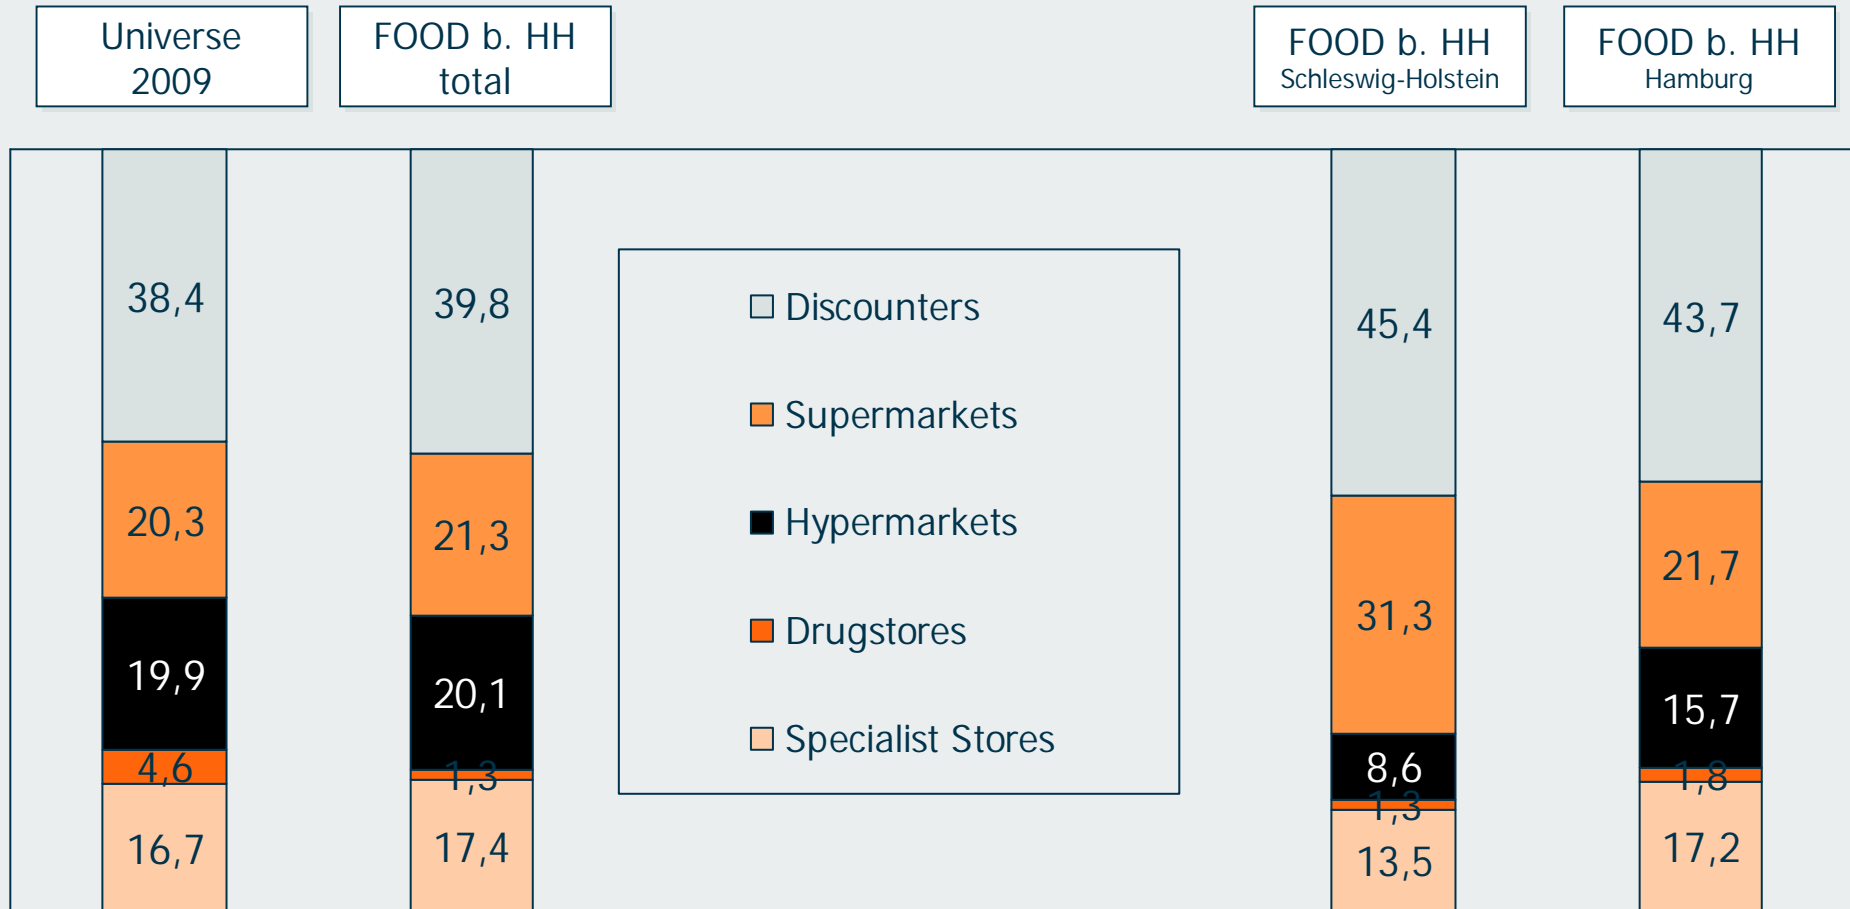 Universe
2009
FOOD b. HH
total
FOOD b. HH
Schleswig-Holstein
FOOD b. HH
Hamburg
38,4
20,3
19,9
4,6
16,7
39,8
21,3
20,1
1,3
17,4
Discounters
Supermarkets
Hypermarkets
Drugstores
Specialist Stores
45,4
31,3
8,6
1,3
13,5
43,7
21,7
15,7
1,8
17,2